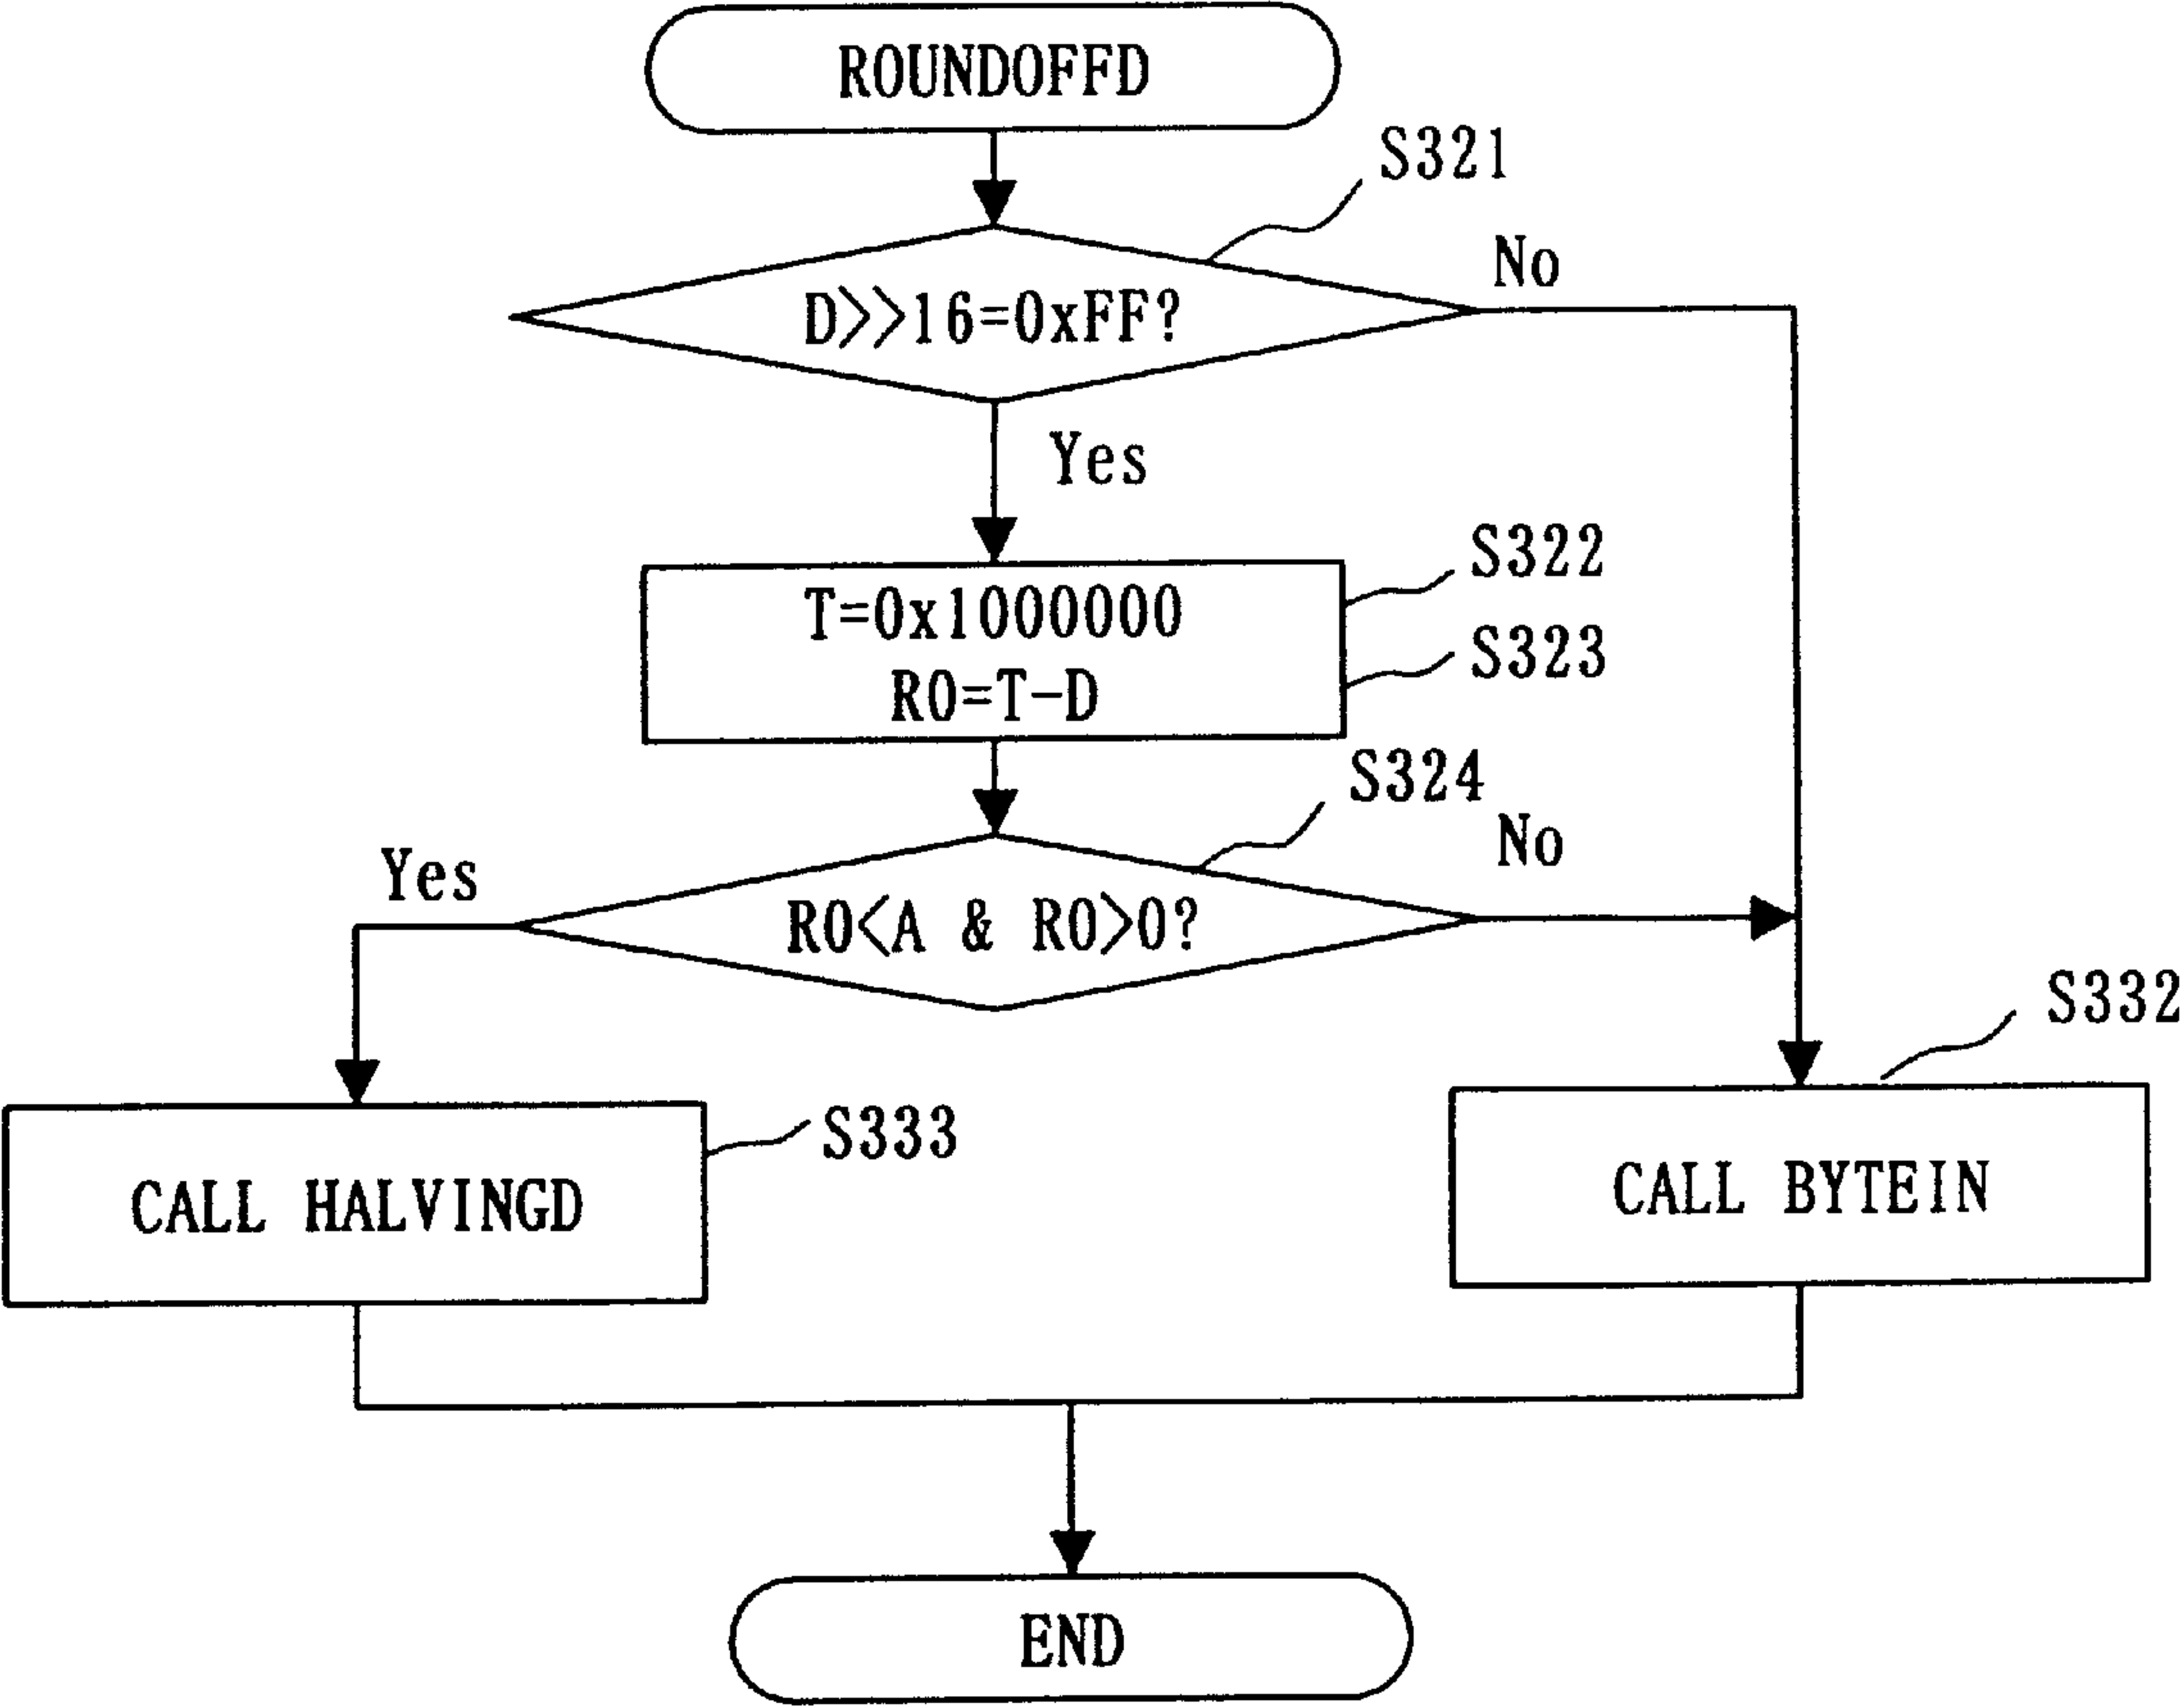 ROUNDOFFD
S321
No
D>>16=0xFF?
Yes
S322
T=0x1000000
S323
R0=T-D
S324
No
Yes
R0<A & R0>0?
S332
S333
CALL HALVINGD
CALL BYTEIN
END